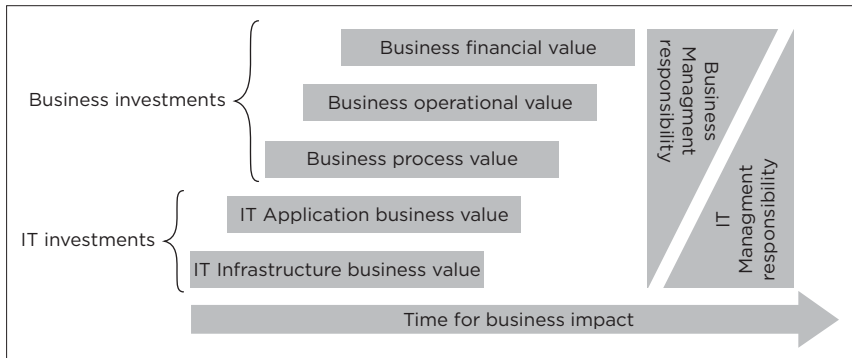 Business investments
Business financial value
Business operational value
Business process value
IT investments
IT Application business value
IT Infrastructure business value
Business
Managment
responsibility
IT
Managment
responsibility
Time for business impact